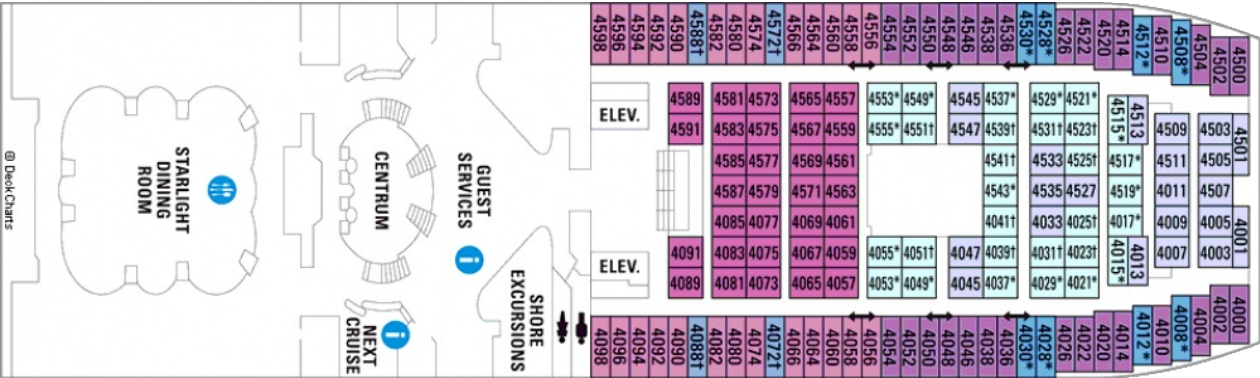 4598 4596 4594 4592 4590 4588† 4582 4580 4574 4572† 4566 4564 4560 4558 4556 4554 4552 4550 4548 4546 4538 4536 4530* 4528* 4526 4522 4520 4514 4512* 4510 4508* 4504 4502 4500
ELEV.
4589 4581 4573 4565 4557 4553* 4549* 4545 4537* 4529* 4521* 4515* 4513
4591 4583 4575 4567 4559 4555* 4551† 4547 4539† 4531† 4523† 4509 4503 4501
4585 4577 4569 4561 4541† 4533 4525† 4517* 4511 4505
4587 4579 4571 4563 4543* 4535 4527 4519* 4011 4507
4085 4077 4069 4061 4041† 4033 4025† 4017* 4009 4005 4001
4091 4083 4075 4067 4059 4055* 4051† 4047 4039† 4031† 4023† 4015* 4013 4007 4003
4089 4081 4073 4065 4057 4053* 4049* 4045 4037* 4029* 4021*
ELEV.
4098 4096 4094 4092 4090 4088† 4082 4080 4074 4072† 4066 4064 4060 4058 4056 4054 4052 4050 4048 4046 4038 4036 4030* 4028* 4026 4022 4020 4014 4012* 4010 4008* 4004 4002 4000
© Deck Charts
STARLIGHT
DINING
ROOM
CENTRUM
GUEST
SERVICES
i
NEXT
CRUISE
i
SHORE
EXCURSIONS